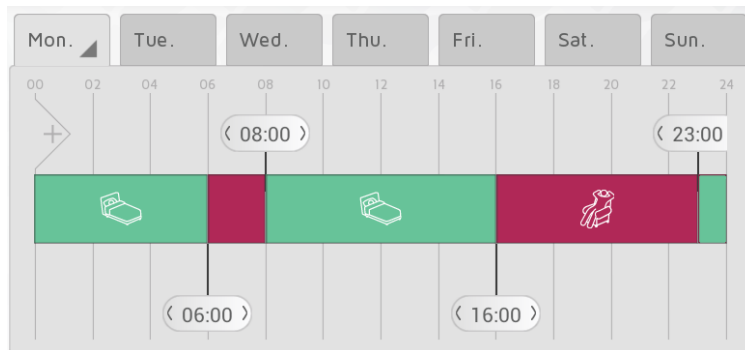 Mon. Tue. Wed. Thu. Fri. Sat. Sun.
00 02 04 06 08 10 12 14 16 18 20 22 24
+
< 08:00 > < 23:00
< 06:00 > < 16:00 >